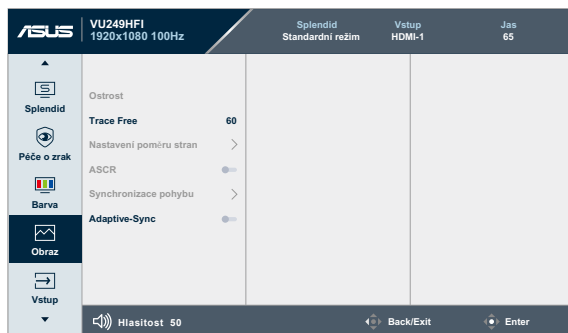 ASUS
VU249HFI
1920x1080 100Hz
Splendid
Standardní režim
Vstup
HDMI-1
Jas
65
Splendid
Péče o zrak
Barva
Obraz
Vstup
Ostrost
Trace Free 60
Nastavení poměru stran
ASCR
Synchronizace pohybu
Adaptive-Sync
Hlasitost 50
Back/Exit
Enter